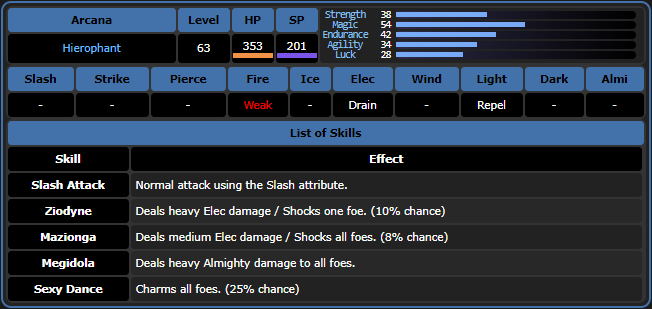 Arcana Level HP SP
Hierophant 63 353 201
Strength 38
Magic 54
Endurance 42
Agility 34
Luck 28
Slash Strike Pierce Fire Ice Elec Wind Light Dark Almi
- - - Weak - Drain - Repel - -
List of Skills
Skill Effect
Slash Attack Normal attack using the Slash attribute.
Ziodyne Deals heavy Elec damage / Shocks one foe. (10% chance)
Mazionga Deals medium Elec damage / Shocks all foes. (8% chance)
Megidola Deals heavy Almighty damage to all foes.
Sexy Dance Charms all foes. (25% chance)